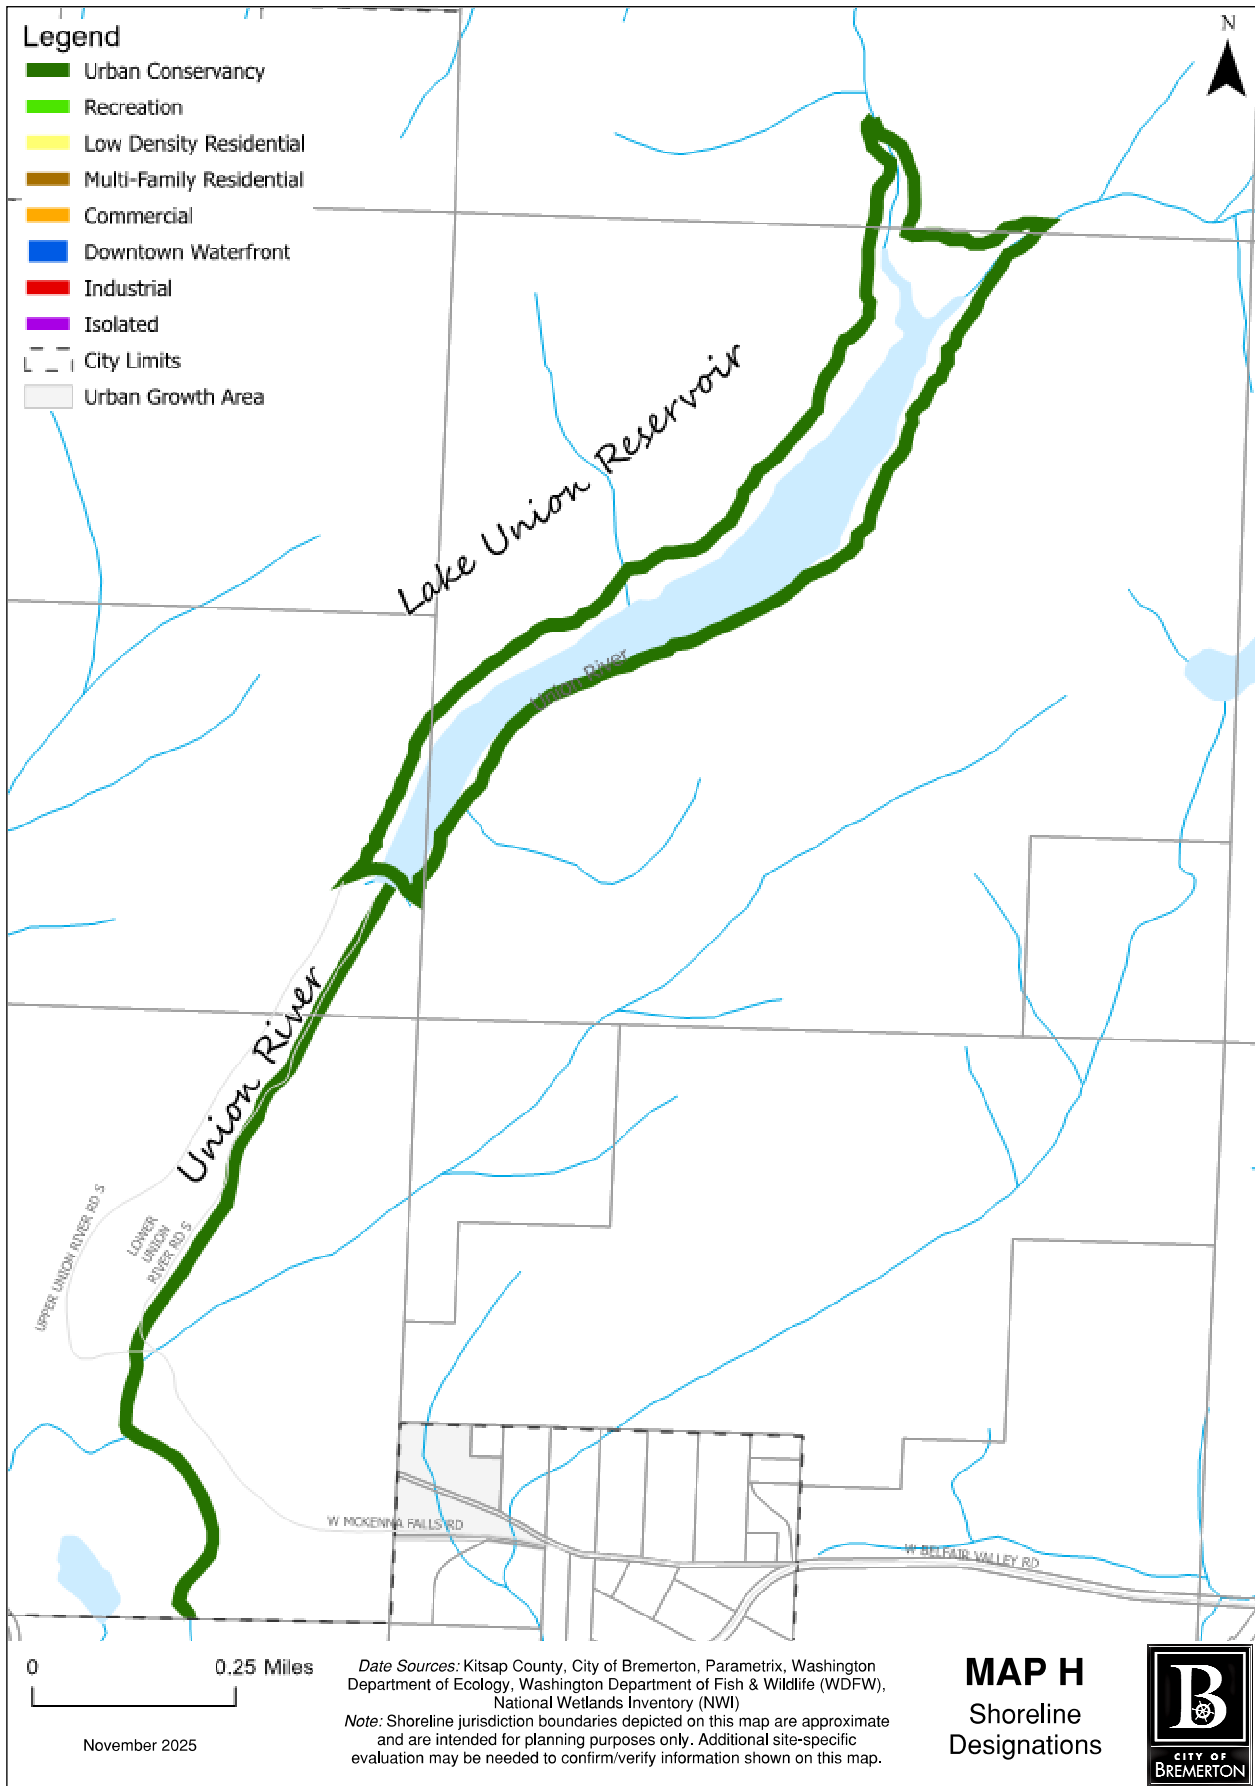 Legend
Urban Conservancy
Recreation
Low Density Residential
Multi-Family Residential
Commercial
Downtown Waterfront
Industrial
Isolated
City Limits
Urban Growth Area
N
Lake Union Reservoir
Union River
Union River
UPPER UNION RIVER RD S
LOWER
UNION
RIVER RD S
W MCKENNA FALLS RD
W BELFAIR VALLEY RD
0 0.25 Miles
November 2025
Date Sources: Kitsap County, City of Bremerton, Parametrix, Washington
Department of Ecology, Washington Department of Fish & Wildlife (WDFW),
National Wetlands Inventory (NWI)
Note: Shoreline jurisdiction boundaries depicted on this map are approximate
and are intended for planning purposes only. Additional site-specific
evaluation may be needed to confirm/verify information shown on this map.
MAP H
Shoreline
Designations
B
CITY OF
BREMERTON